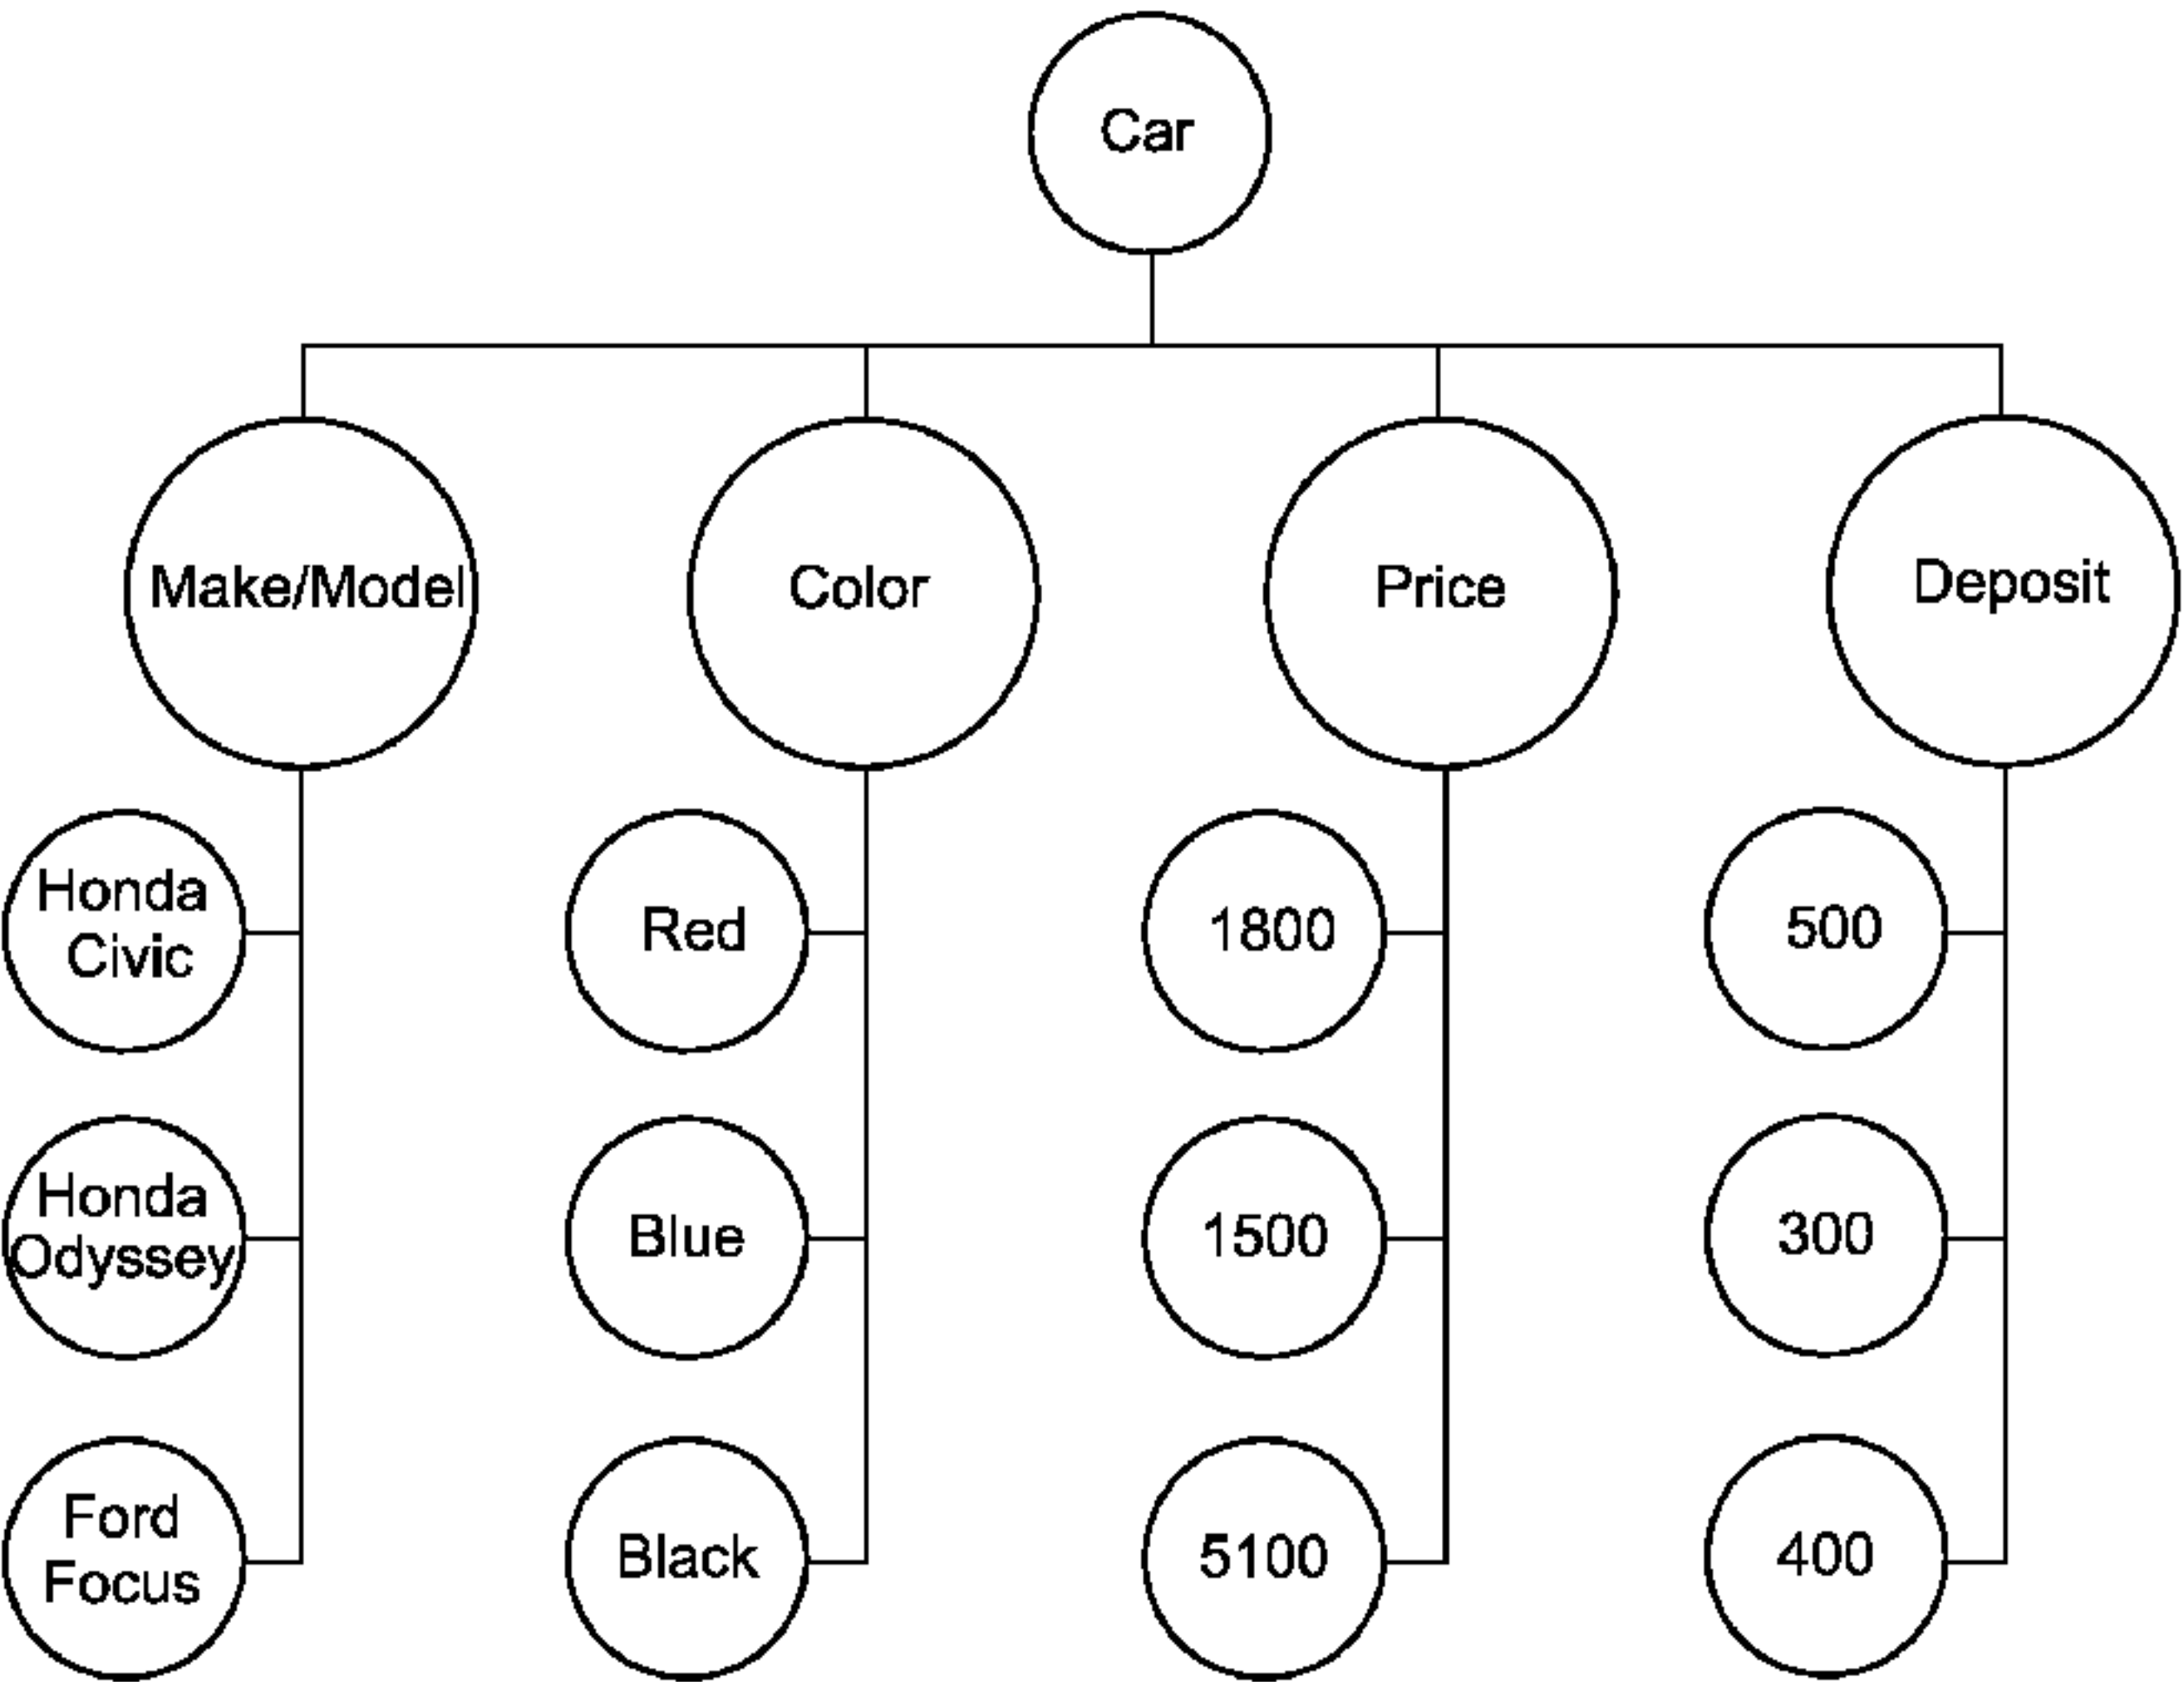 Car
Make/Model
Color
Price
Deposit
Honda
Civic
Red
1800
500
Honda
Odyssey
Blue
1500
300
Ford
Focus
Black
5100
400